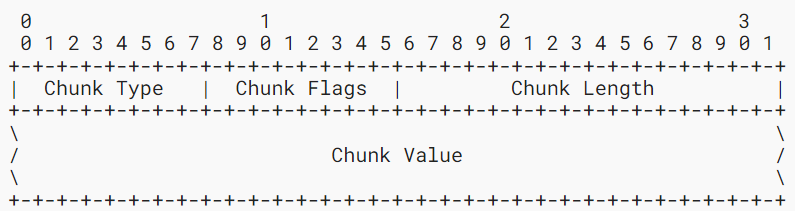 0                   1                   2                   3
 0 1 2 3 4 5 6 7 8 9 0 1 2 3 4 5 6 7 8 9 0 1 2 3 4 5 6 7 8 9 0 1
+-+-+-+-+-+-+-+-+-+-+-+-+-+-+-+-+-+-+-+-+-+-+-+-+-+-+-+-+-+-+-+-+
|  Chunk Type   |  Chunk Flags  |         Chunk Length          |
+-+-+-+-+-+-+-+-+-+-+-+-+-+-+-+-+-+-+-+-+-+-+-+-+-+-+-+-+-+-+-+-+
\                                                               \
/                          Chunk Value                          /
\                                                               \
+-+-+-+-+-+-+-+-+-+-+-+-+-+-+-+-+-+-+-+-+-+-+-+-+-+-+-+-+-+-+-+-+